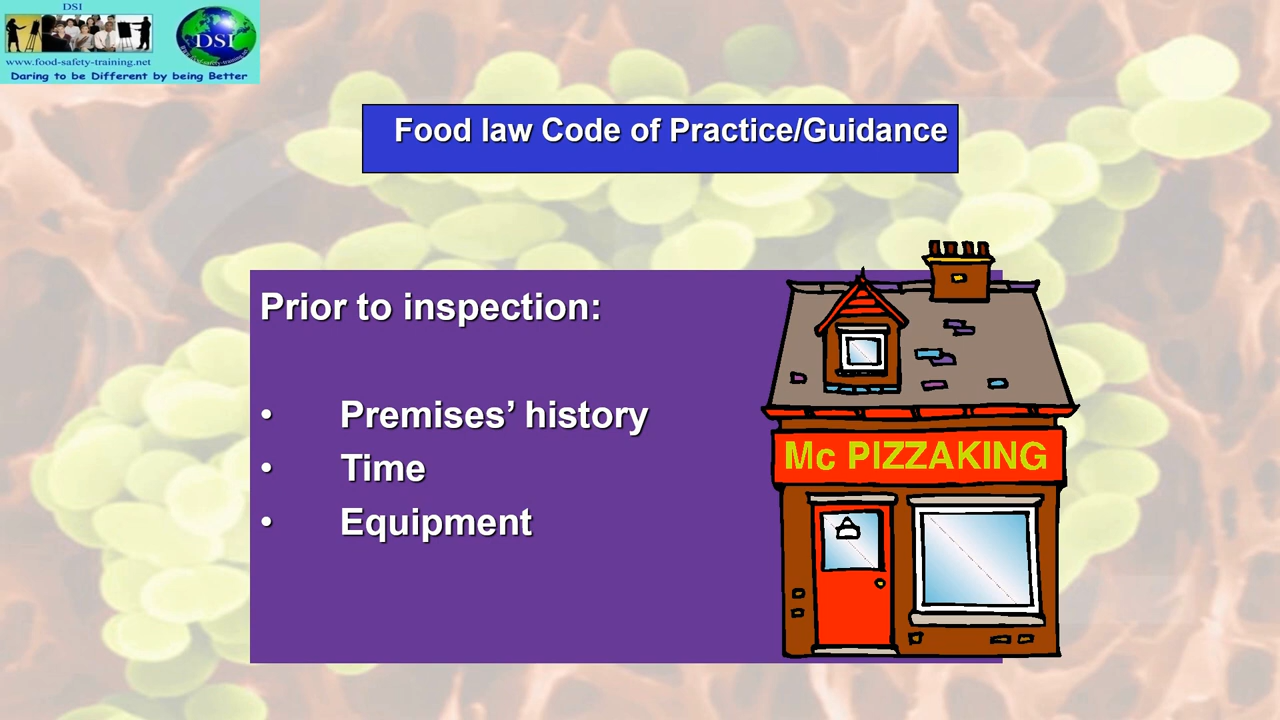 DSI
DSI
www.food-safety-training.net
Daring to be Different by being Better
Food law Code of Practice/Guidance
Prior to inspection:
• Premises’ history
• Time
• Equipment
Mc PIZZAKING